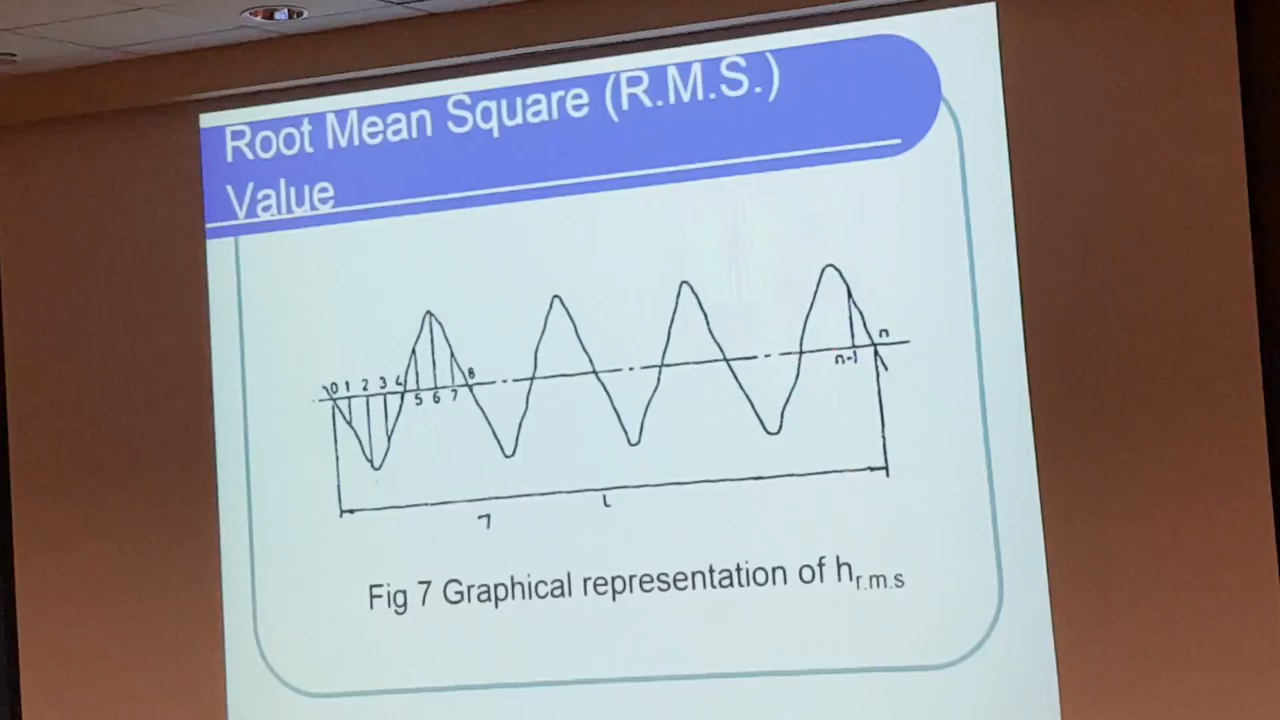 Root Mean Square (R.M.S.)
Value
0 1 2 3 4 5 6 7 8 n-1 n
7 L
Fig 7 Graphical representation of h r.m.s